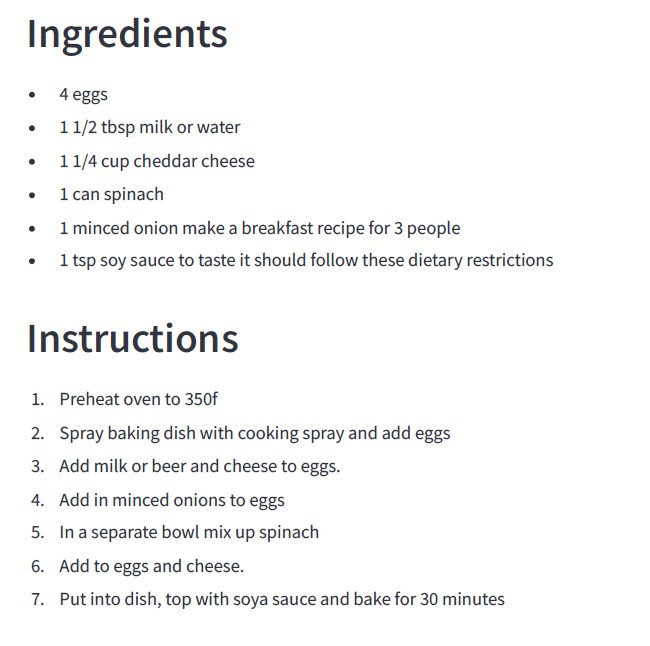 Ingredients
• 4 eggs
• 1 1/2 tbsp milk or water
• 1 1/4 cup cheddar cheese
• 1 can spinach
• 1 minced onion make a breakfast recipe for 3 people
• 1 tsp soy sauce to taste it should follow these dietary restrictions
Instructions
1. Preheat oven to 350f
2. Spray baking dish with cooking spray and add eggs
3. Add milk or beer and cheese to eggs.
4. Add in minced onions to eggs
5. In a separate bowl mix up spinach
6. Add to eggs and cheese.
7. Put into dish, top with soya sauce and bake for 30 minutes